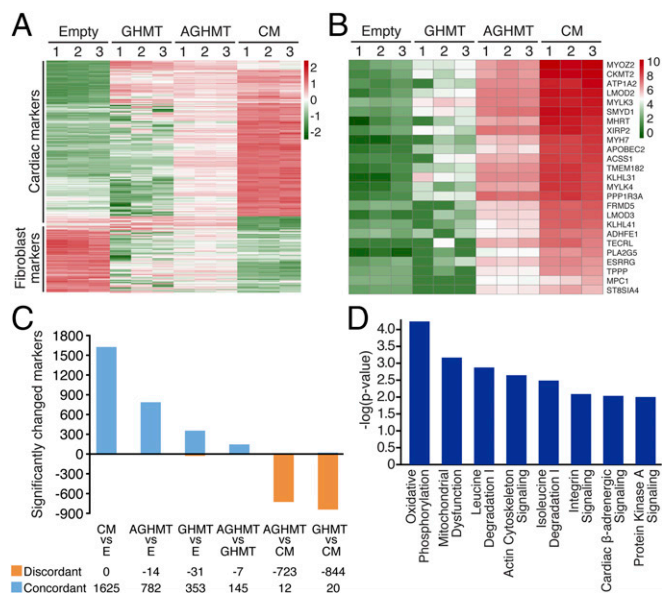 A
Empty GHMT AGHMT CM
1 2 3 1 2 3 1 2 3 1 2 3
Cardiac markers
Fibroblast
markers
2
1
0
-1
-2
B
Empty GHMT AGHMT CM
1 2 3 1 2 3 1 2 3 1 2 3
MYOZ2
CKMT2
ATP1A2
LMOD2
MYLK3
SMYD1
MHRT
XIRP2
MYH7
APOBEC2
ACSS1
TMEM182
KLHL31
MYLK4
PPP1R3A
FRMD5
LMOD3
KLHL41
ADHFE1
TECRL
PLA2G5
ESRRG
TPPP
MPC1
ST8SIA4
10
8
6
4
2
0
C
Significantly changed markers
1800
1500
1200
900
600
300
0
-300
-600
-900
CM
vs
E
AGHMT
vs
E
GHMT
vs
E
AGHMT
vs
GHMT
AGHMT
vs
CM
GHMT
vs
CM
Discordant 0 -14 -31 -7 -723 -844
Concordant 1625 782 353 145 12 20
D
-log(p-value)
4.0
3.5
3.0
2.5
2.0
1.5
1.0
0.5
0.0
Oxidative
Phosphorylation
Mitochondrial
Dysfunction
Leucine
Degradation I
Actin Cytoskeleton
Signaling
Isoleucine
Degradation I
Integrin
Signaling
Cardiac β-adrenergic
Signaling
Protein Kinase A
Signaling